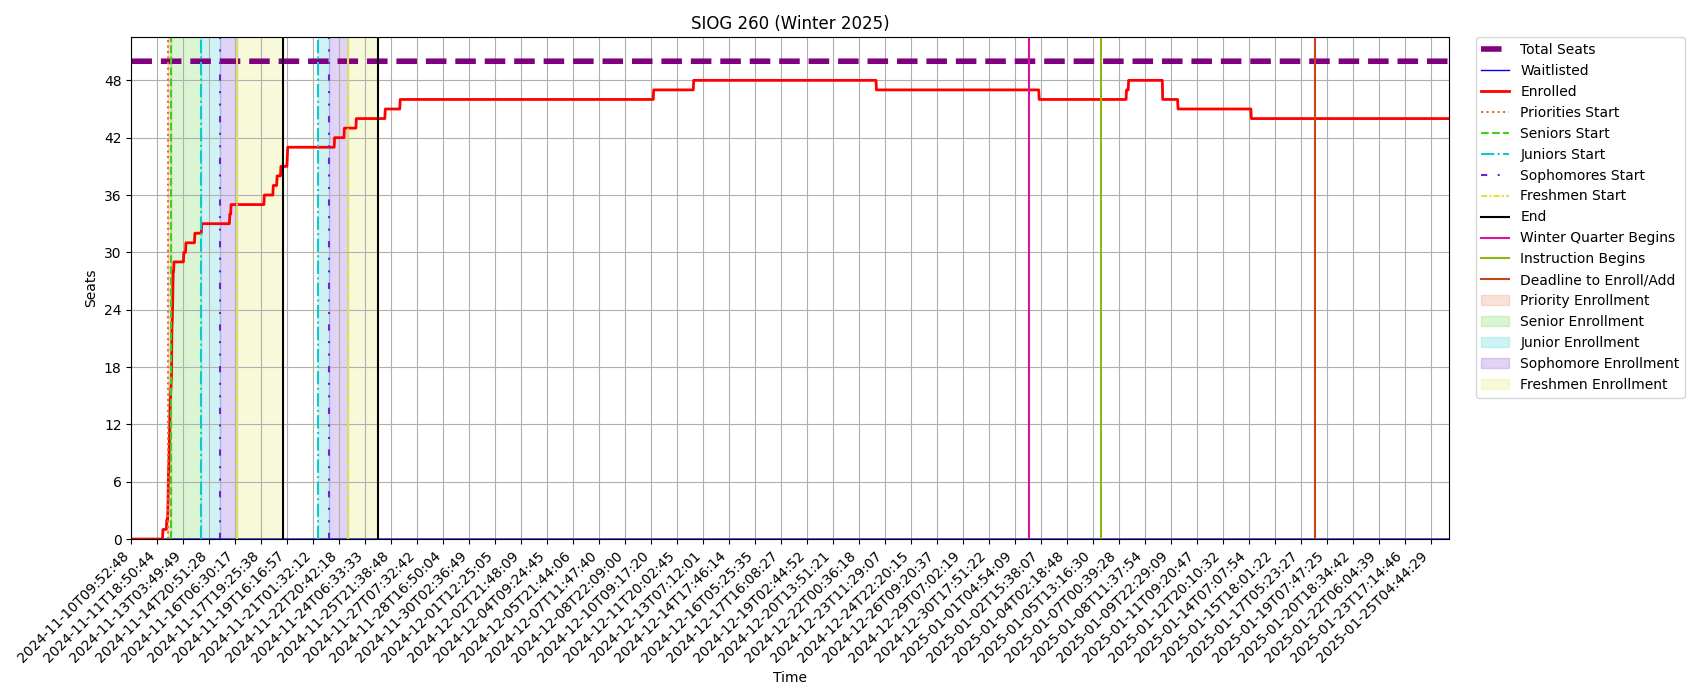 SIOG 260 (Winter 2025)
Seats
48
42
36
30
24
18
12
6
0
2024-11-10T09:52:48
2024-11-11T18:50:44
2024-11-13T03:49:49
2024-11-14T20:51:28
2024-11-16T06:30:17
2024-11-17T19:25:38
2024-11-19T16:16:57
2024-11-21T01:32:12
2024-11-22T20:42:18
2024-11-24T06:33:33
2024-11-25T21:38:48
2024-11-27T07:32:42
2024-11-28T16:50:04
2024-11-30T02:36:49
2024-12-01T12:25:05
2024-12-02T21:48:09
2024-12-04T09:24:45
2024-12-05T21:44:06
2024-12-07T11:47:40
2024-12-08T22:09:00
2024-12-10T09:17:20
2024-12-11T20:02:45
2024-12-13T07:12:01
2024-12-14T17:46:14
2024-12-16T05:25:35
2024-12-17T16:08:27
2024-12-19T02:44:52
2024-12-20T13:51:21
2024-12-22T00:36:18
2024-12-23T11:29:07
2024-12-24T22:20:15
2024-12-26T09:20:37
2024-12-29T07:02:19
2024-12-30T17:51:22
2025-01-01T04:54:09
2025-01-02T15:38:07
2025-01-04T02:18:48
2025-01-05T13:16:30
2025-01-07T00:39:28
2025-01-08T11:37:54
2025-01-09T22:29:09
2025-01-11T09:20:47
2025-01-12T20:10:32
2025-01-14T07:07:54
2025-01-15T18:01:22
2025-01-17T05:23:27
2025-01-19T07:47:25
2025-01-20T18:34:42
2025-01-22T06:04:39
2025-01-23T17:14:46
2025-01-25T04:44:29
Time
Total Seats
Waitlisted
Enrolled
Priorities Start
Seniors Start
Juniors Start
Sophomores Start
Freshmen Start
End
Winter Quarter Begins
Instruction Begins
Deadline to Enroll/Add
Priority Enrollment
Senior Enrollment
Junior Enrollment
Sophomore Enrollment
Freshmen Enrollment